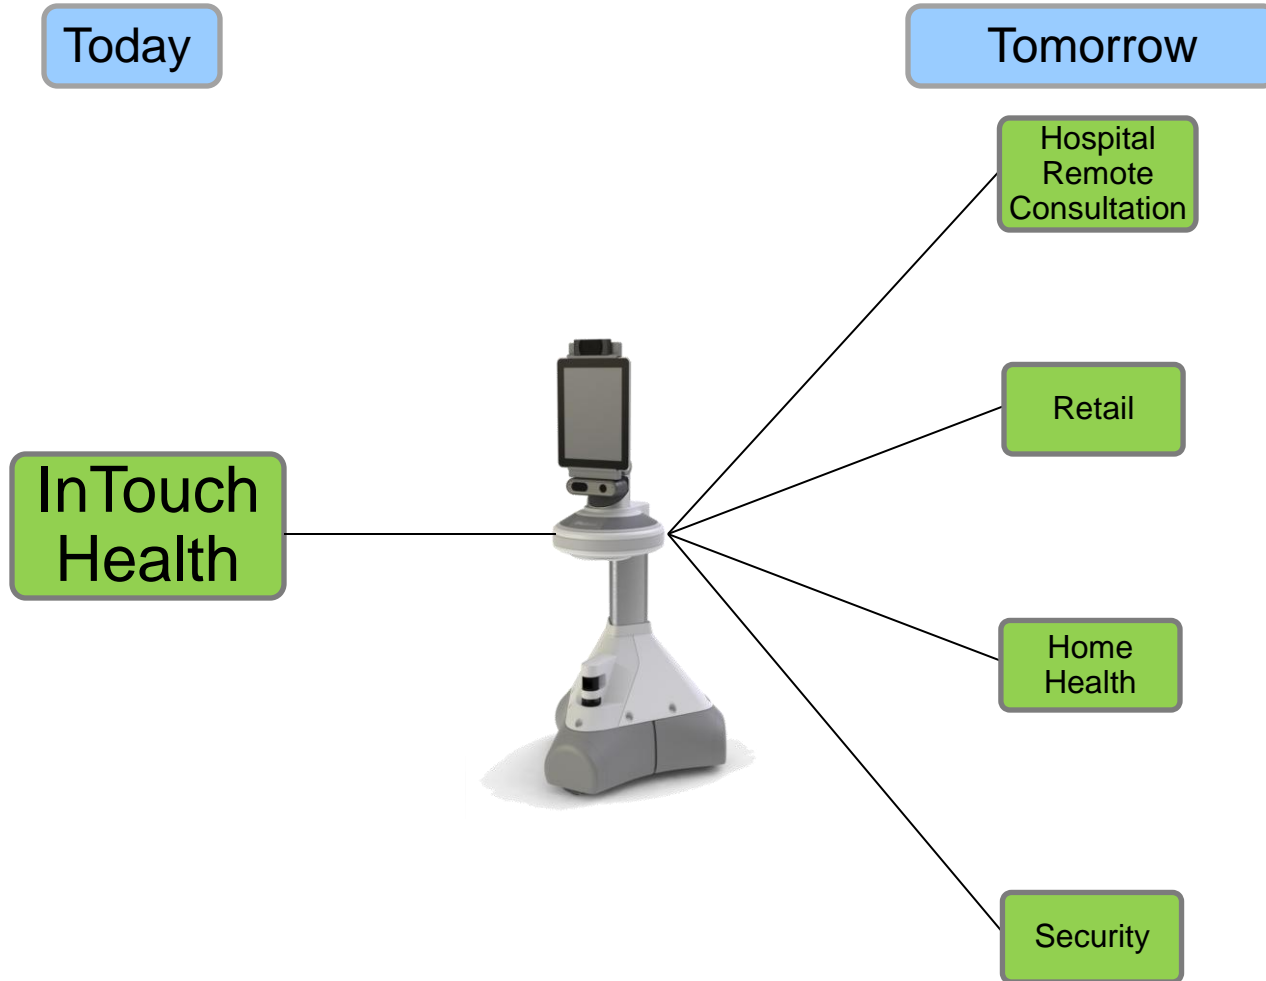 Today
Tomorrow
Hospital
Remote
Consultation
Retail
InTouch
Health
Home
Health
Security